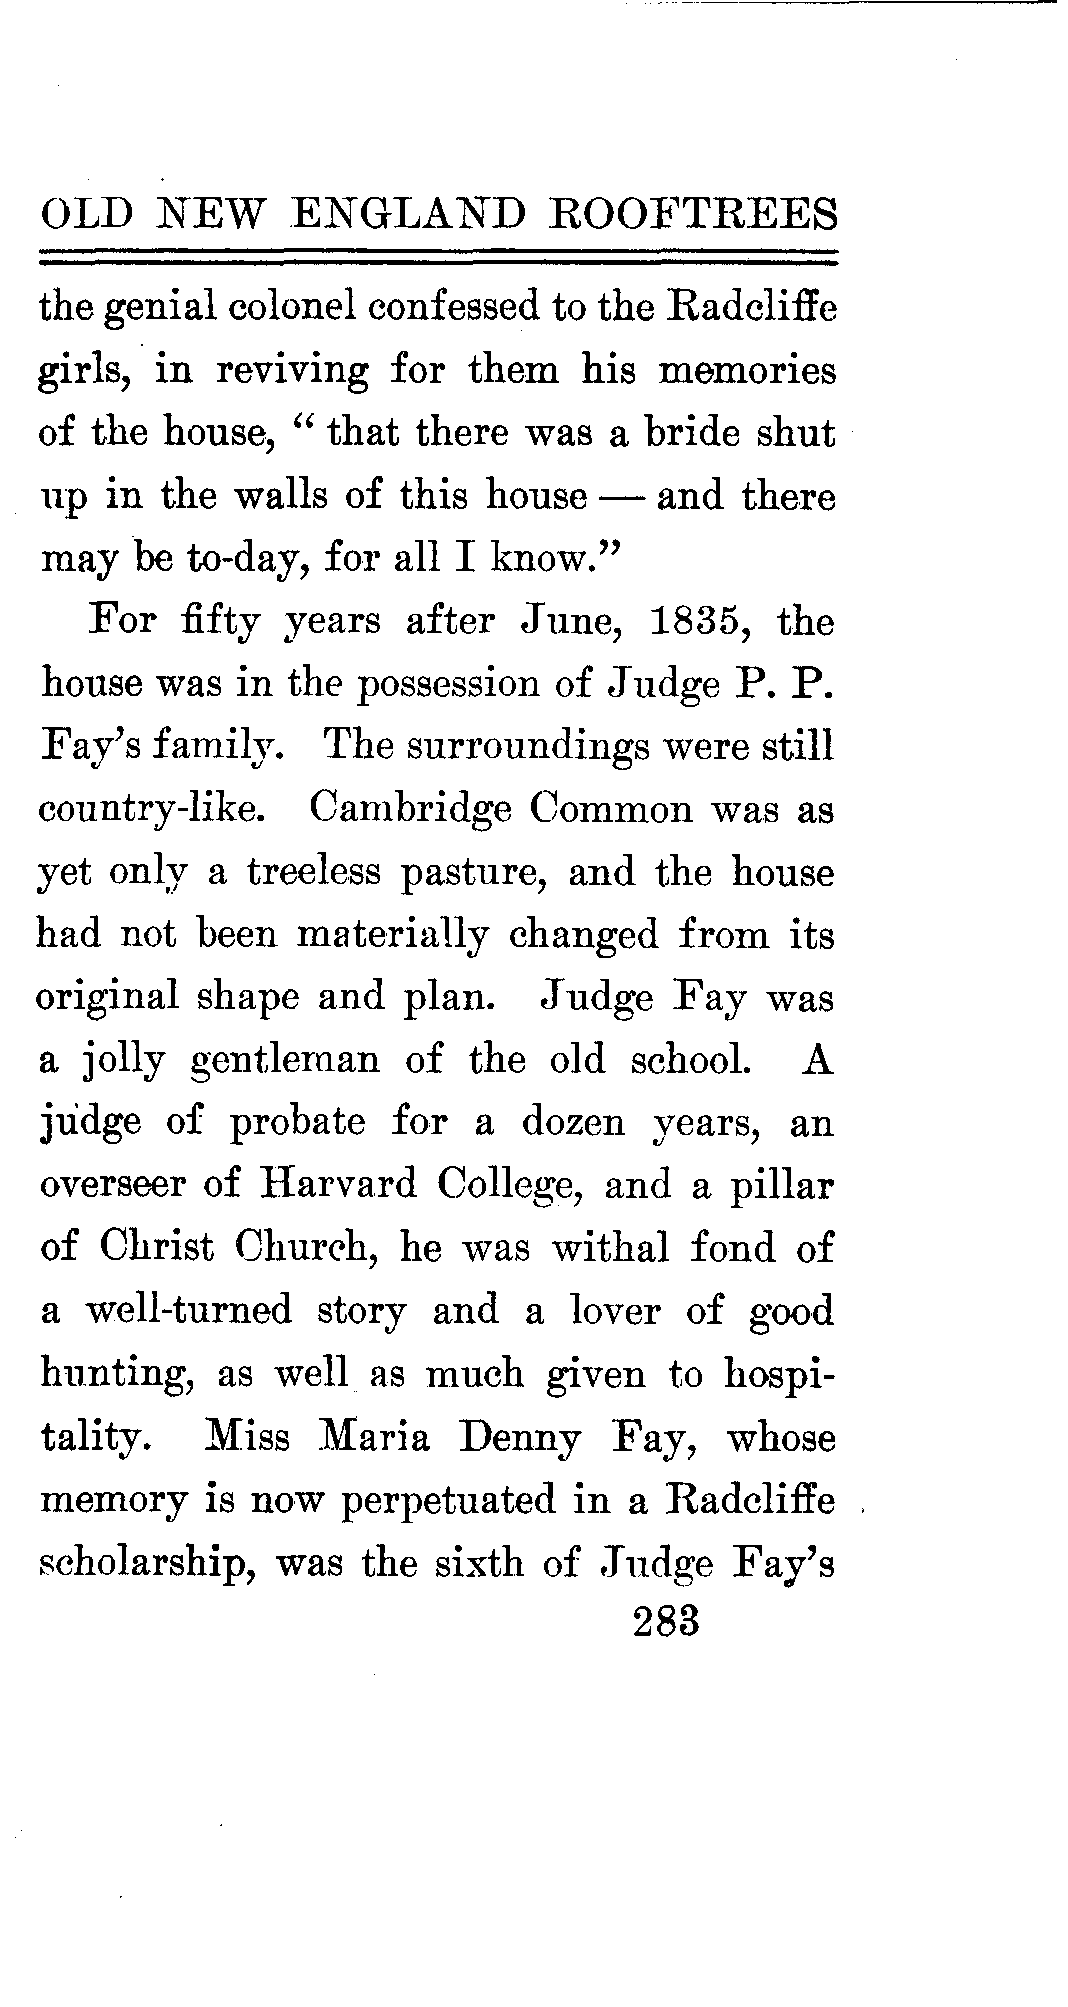 OLD NEW ENGLAND ROOFTREES
the genial colonel confessed to the Radcliffe
girls, in reviving for them his memories
of the house, “ that there was a bride shut
up in the walls of this house — and there
may be to-day, for all I know.”
For fifty years after June, 1835, the
house was in the possession of Judge P. P.
Fay’s family. The surroundings were still
country-like. Cambridge Common was as
yet only a treeless pasture, and the house
had not been materially changed from its
original shape and plan. Judge Fay was
a jolly gentleman of the old school. A
judge of probate for a dozen years, an
overseer of Harvard College, and a pillar
of Christ Church, he was withal fond of
a well-turned story and a lover of good
hunting, as well as much given to hospi-
tality. Miss Maria Denny Fay, whose
memory is now perpetuated in a Radcliffe
scholarship, was the sixth of Judge Fay’s
283